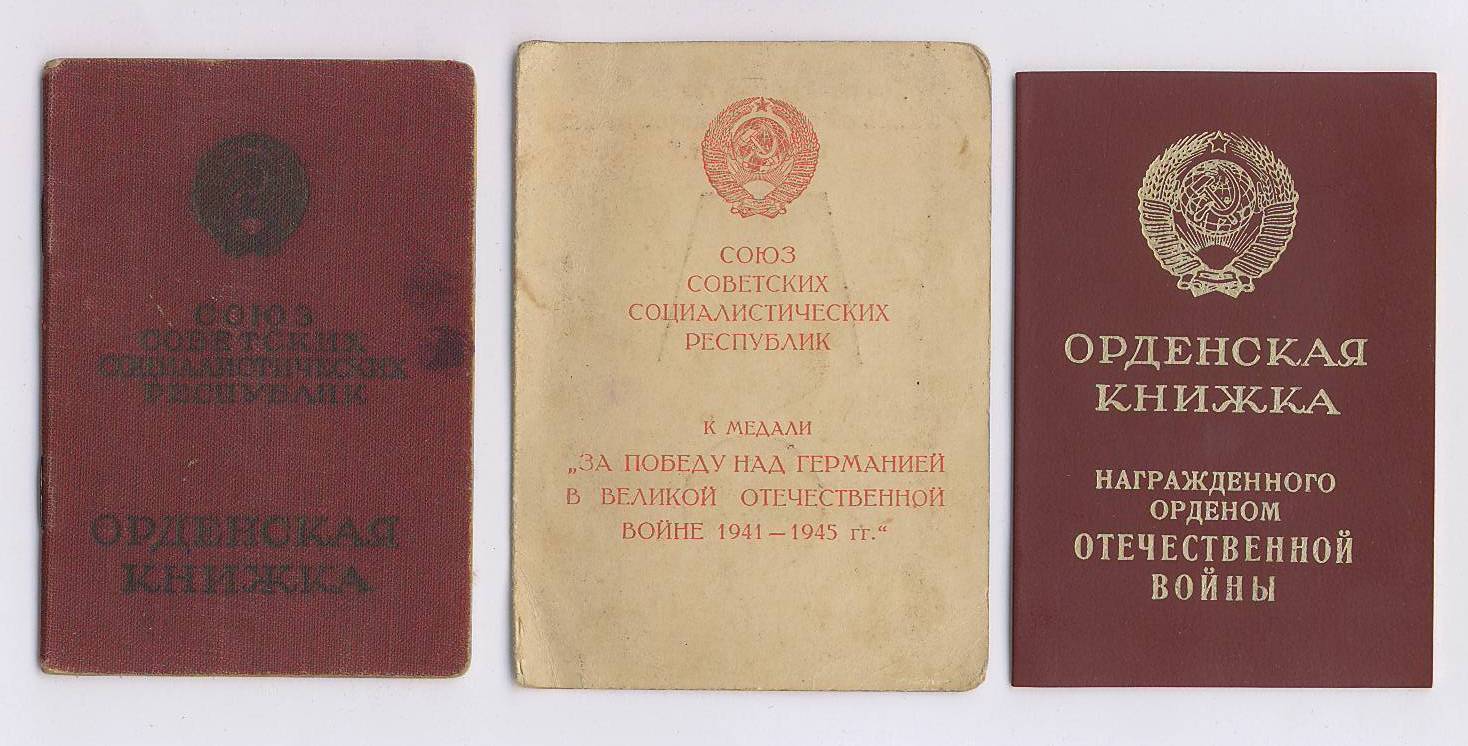 СОЮЗ
СОВЕТСКИХ
СОЦИАЛИСТИЧЕСКИХ
РЕСПУБЛИК
ОРДЕНСКАЯ
КНИЖКА
СОЮЗ
СОВЕТСКИХ
СОЦИАЛИСТИЧЕСКИХ
РЕСПУБЛИК
К МЕДАЛИ
„ЗА ПОБЕДУ НАД ГЕРМАНИЕЙ
В ВЕЛИКОЙ ОТЕЧЕСТВЕННОЙ
ВОЙНЕ 1941 — 1945 гг.“
ОРДЕНСКАЯ
КНИЖКА
НАГРАЖДЕННОГО
ОРДЕНОМ
ОТЕЧЕСТВЕННОЙ
ВОЙНЫ